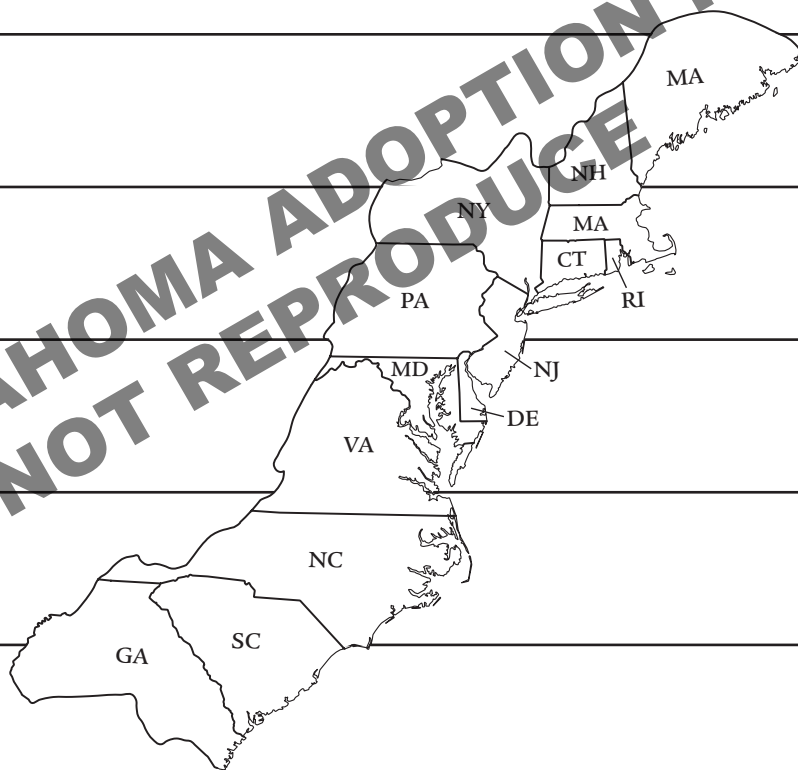 AHOMA ADOPTION
NOT REPRODUCE
MA
NH
NY
MA
CT
RI
PA
NJ
MD
DE
VA
NC
SC
GA